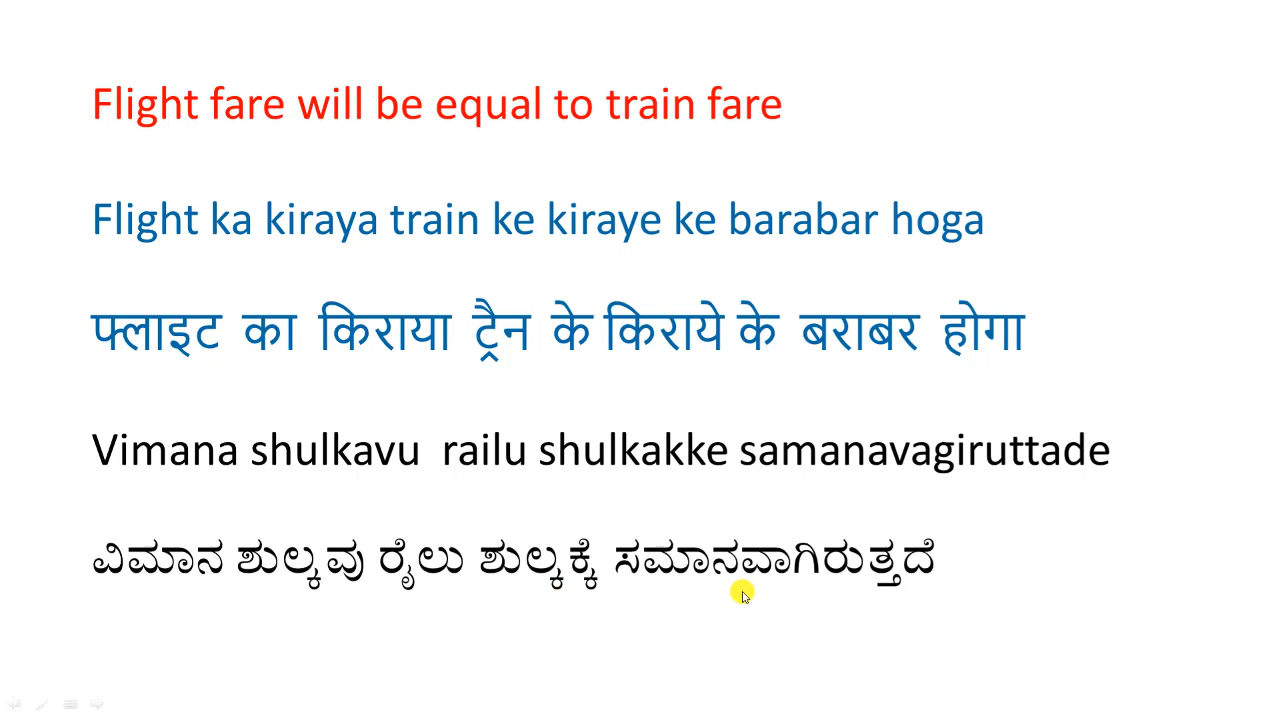 Flight fare will be equal to train fare
Flight ka kiraya train ke kiraye ke barabar hoga
फ्लाइट का किराया ट्रैन के किराये के बराबर होगा
Vimana shulkavu railu shulkakke samanavagiruttade
ವಿಮಾನ ಶುಲ್ಕವು ರೈಲು ಶುಲ್ಕಕ್ಕೆ ಸಮಾನವಾಗಿರುತ್ತದೆ